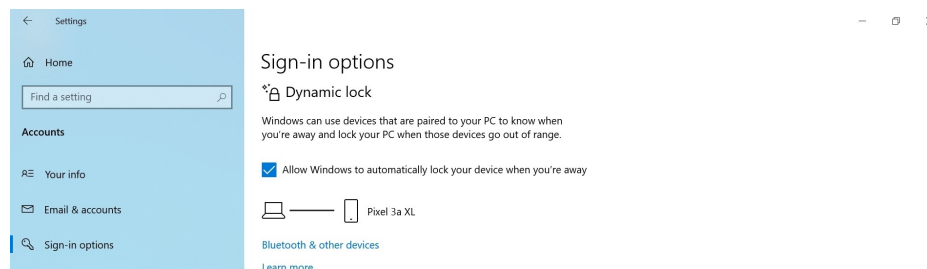 Settings
Home
Find a setting
Accounts
Your info
Email & accounts
Sign-in options
Sign-in options
Dynamic lock
Windows can use devices that are paired to your PC to know when
you're away and lock your PC when those devices go out of range.
Allow Windows to automatically lock your device when you're away
Pixel 3a XL
Bluetooth & other devices
Learn more